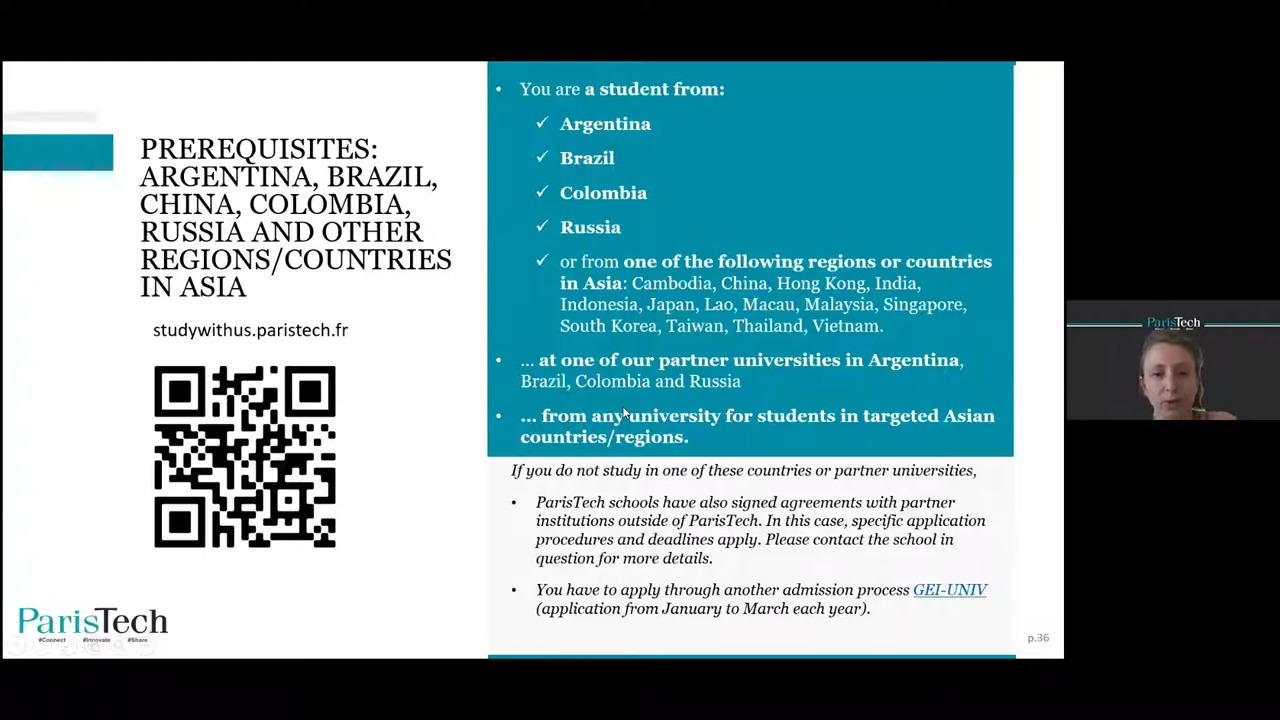 PREREQUISITES:
ARGENTINA, BRAZIL,
CHINA, COLOMBIA,
RUSSIA AND OTHER
REGIONS/COUNTRIES
IN ASIA
studywithus.paristech.fr
ParisTech
#Connect #Innovate #Share
• You are a student from:
✓ Argentina
✓ Brazil
✓ Colombia
✓ Russia
✓ or from one of the following regions or countries
in Asia: Cambodia, China, Hong Kong, India,
Indonesia, Japan, Lao, Macau, Malaysia, Singapore,
South Korea, Taiwan, Thailand, Vietnam.
• ... at one of our partner universities in Argentina,
Brazil, Colombia and Russia
• ... from any university for students in targeted Asian
countries/regions.
If you do not study in one of these countries or partner universities,
• ParisTech schools have also signed agreements with partner
institutions outside of ParisTech. In this case, specific application
procedures and deadlines apply. Please contact the school in
question for more details.
• You have to apply through another admission process GEI-UNIV
(application from January to March each year).
p.36
ParisTech